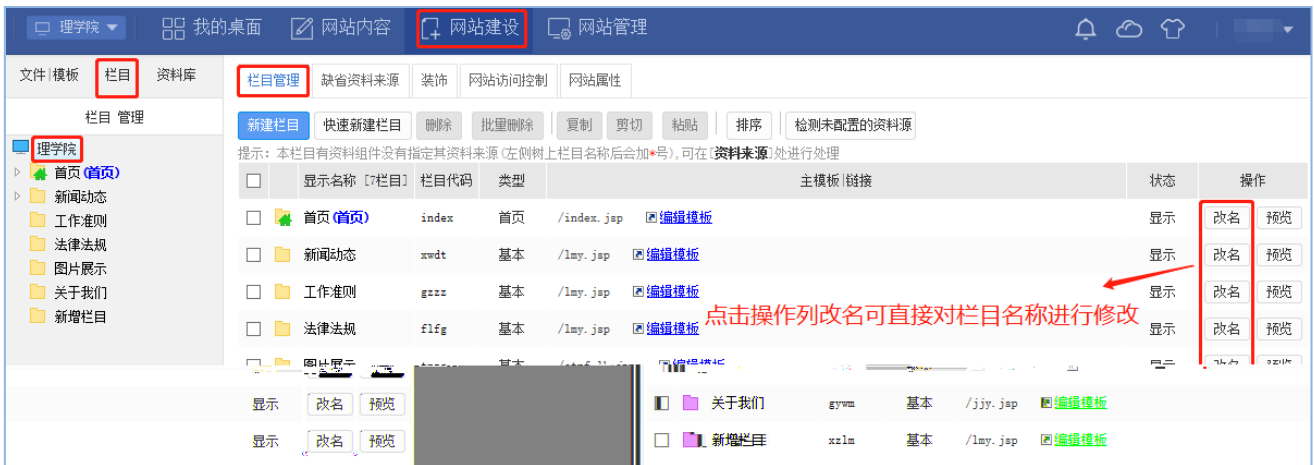 理学院 我的桌面 网站内容 网站建设 网站管理
文件|模板 栏目 资料库 栏目管理 缺省资料来源 装饰 网站访问控制 网站属性
栏目 管理 新建栏目 快速新建栏目 删除 批量删除 复制 剪切 粘贴 排序 检测未配置的资料源
理学院 提示: 本栏目有资料组件没有指定其资料来源(左侧树上栏目名称后会加*号),可在[资料来源]处进行处理
首页(首页) 显示名称 [7栏目] 栏目代码 类型 主模板|链接 状态 操作
新闻动态
工作准则 首页(首页) index 首页 /index.jsp 编辑模板 显示 改名 预览
法律法规 新闻动态 xwdt 基本 /lmy.jsp 编辑模板 显示 改名 预览
图片展示
关于我们 工作准则 gzzz 基本 /lmy.jsp 编辑模板 显示 改名 预览
新增栏目
点击操作列改名可直接对栏目名称进行修改
法律法规 flfg 基本 /lmy.jsp 编辑模板 显示 改名 预览
显示 改名 预览 关于我们 gywm 基本 /jjy.jsp 编辑模板
显示 改名 预览 新增栏目 xzlm 基本 /lmy.jsp 编辑模板